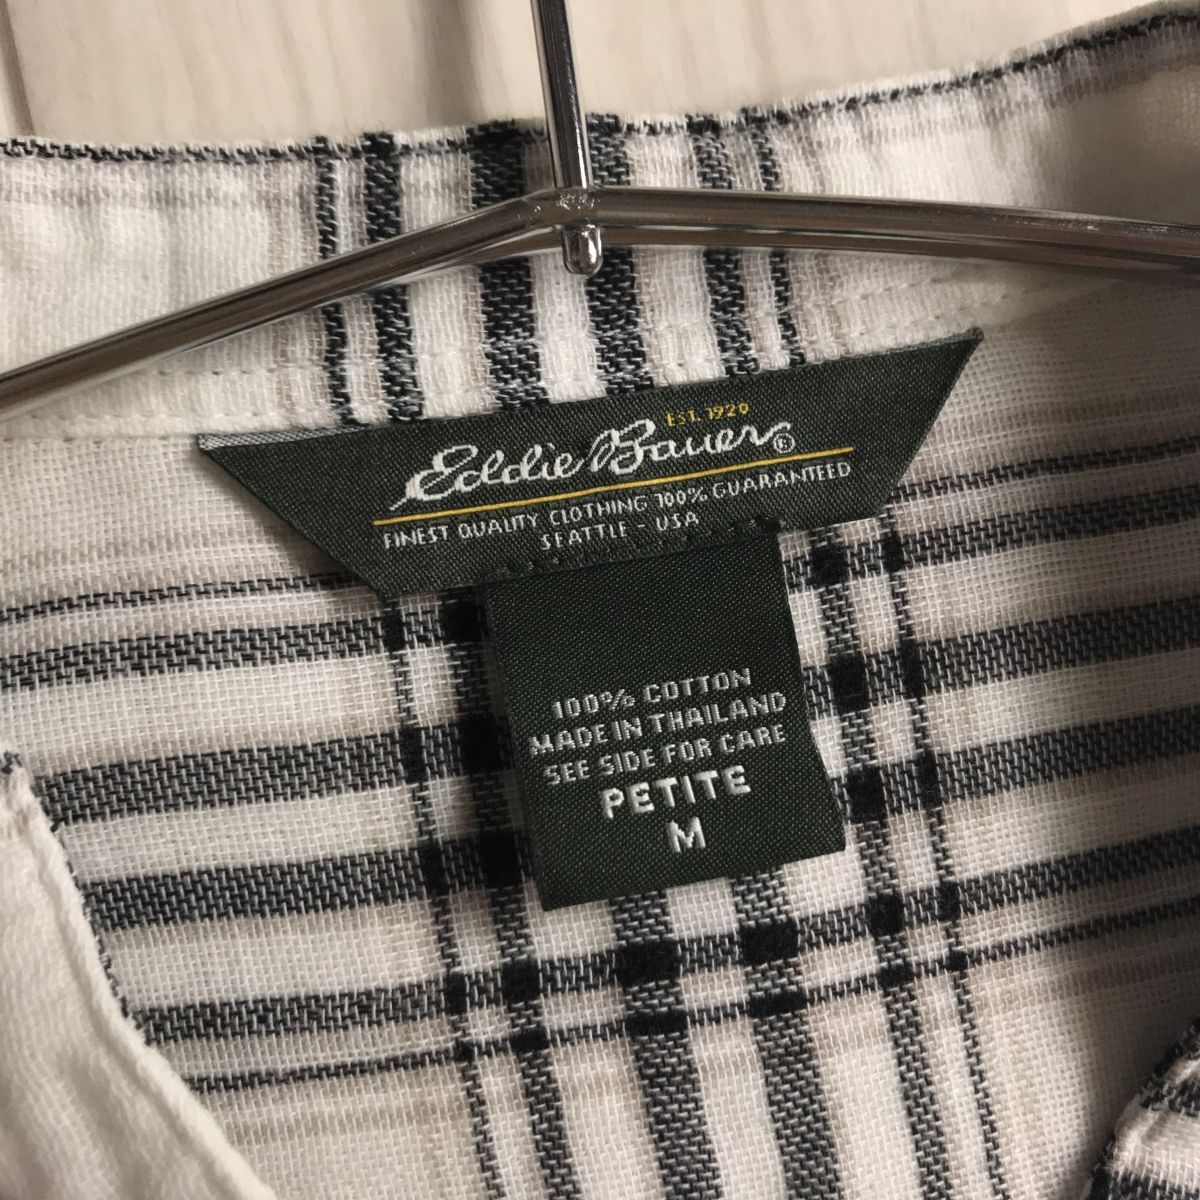 EST. 1920
Eddie Bauer®
FINEST QUALITY CLOTHING 100% GUARANTEED
SEATTLE - USA
100% COTTON
MADE IN THAILAND
SEE SIDE FOR CARE
PETITE
M